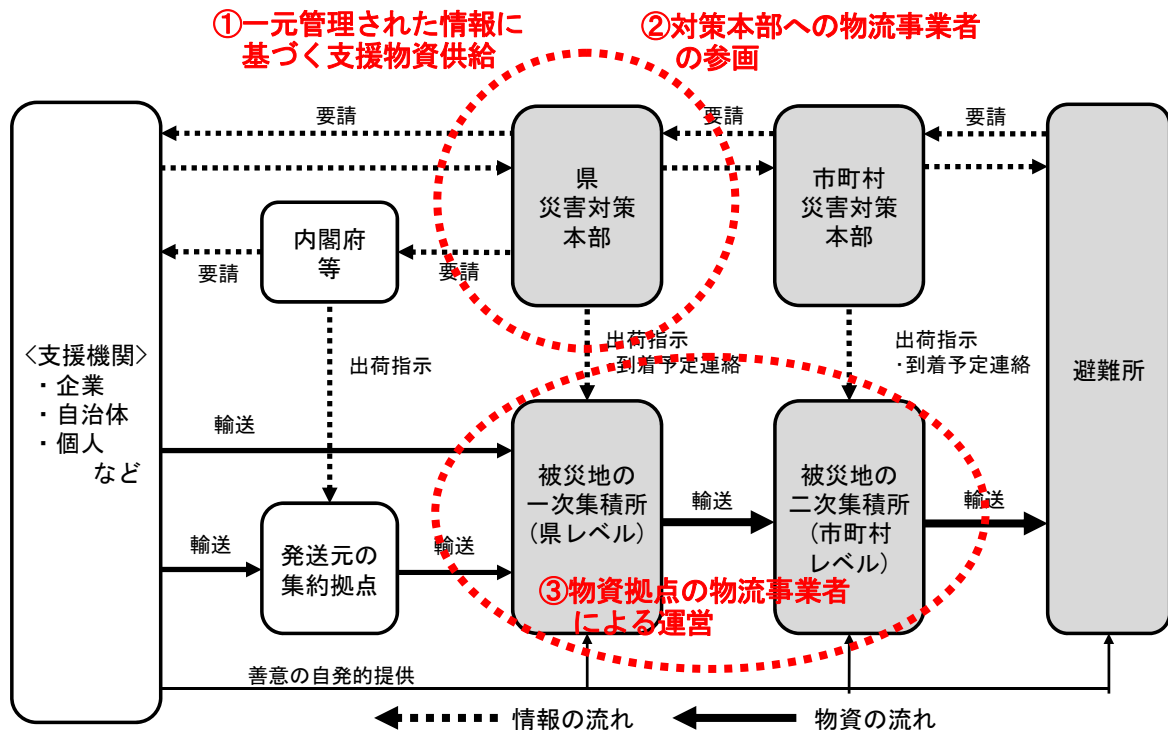 ①一元管理された情報に
基づく支援物資供給
②対策本部への物流事業者
の参画
要請
要請
要請
県
災害対策
本部
市町村
災害対策
本部
内閣府
等
要請
要請
<支援機関>
・企業
・自治体
・個人
など
出荷指示
出荷指示
・到着予定連絡
出荷指示
・到着予定連絡
避難所
輸送
被災地の
一次集積所
(県レベル)
輸送
被災地の
二次集積所
(市町村
レベル)
輸送
輸送
発送元の
集約拠点
輸送
③物資拠点の物流事業者
による運営
善意の自発的提供
情報の流れ
物資の流れ